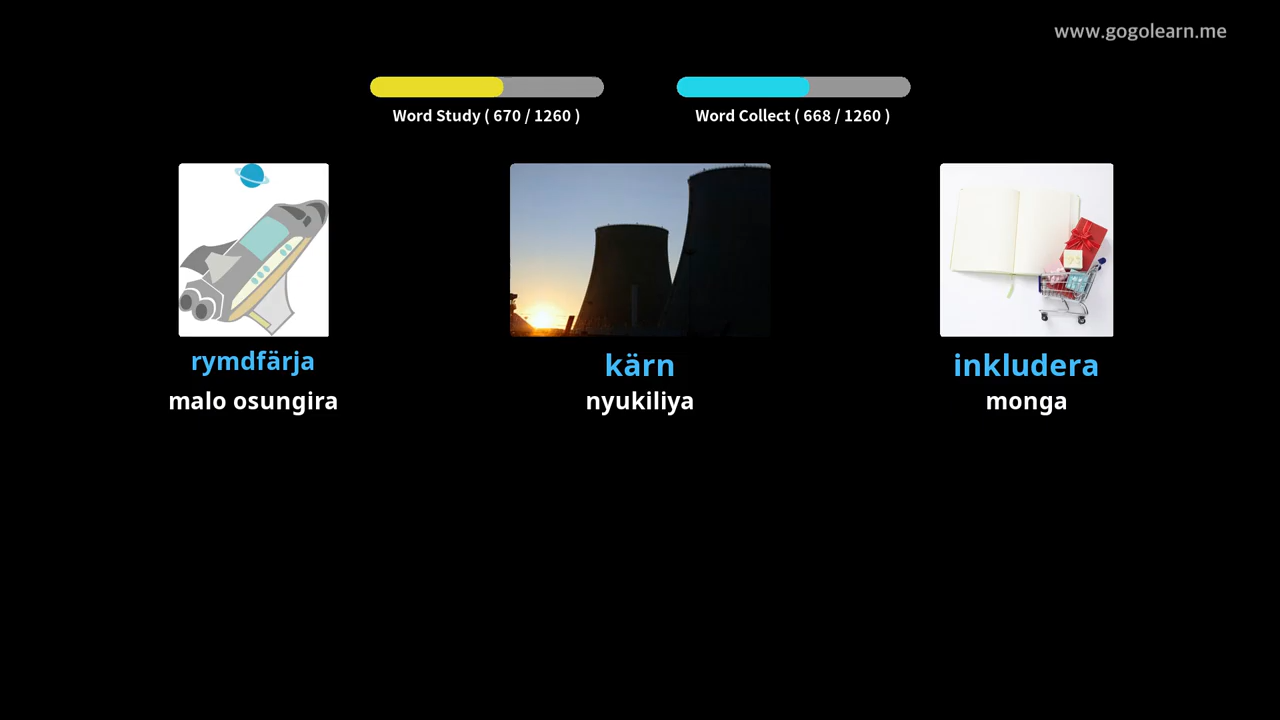 www.gogolearn.me
Word Study ( 670 / 1260 )
Word Collect ( 668 / 1260 )
rymdfärja
malo osungira
kärn
nyukiliya
inkludera
monga